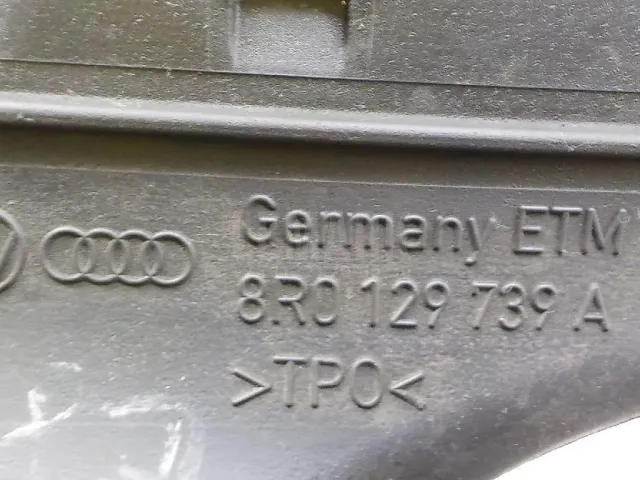 Germany ETM
8R0 129 739 A
>TPO<